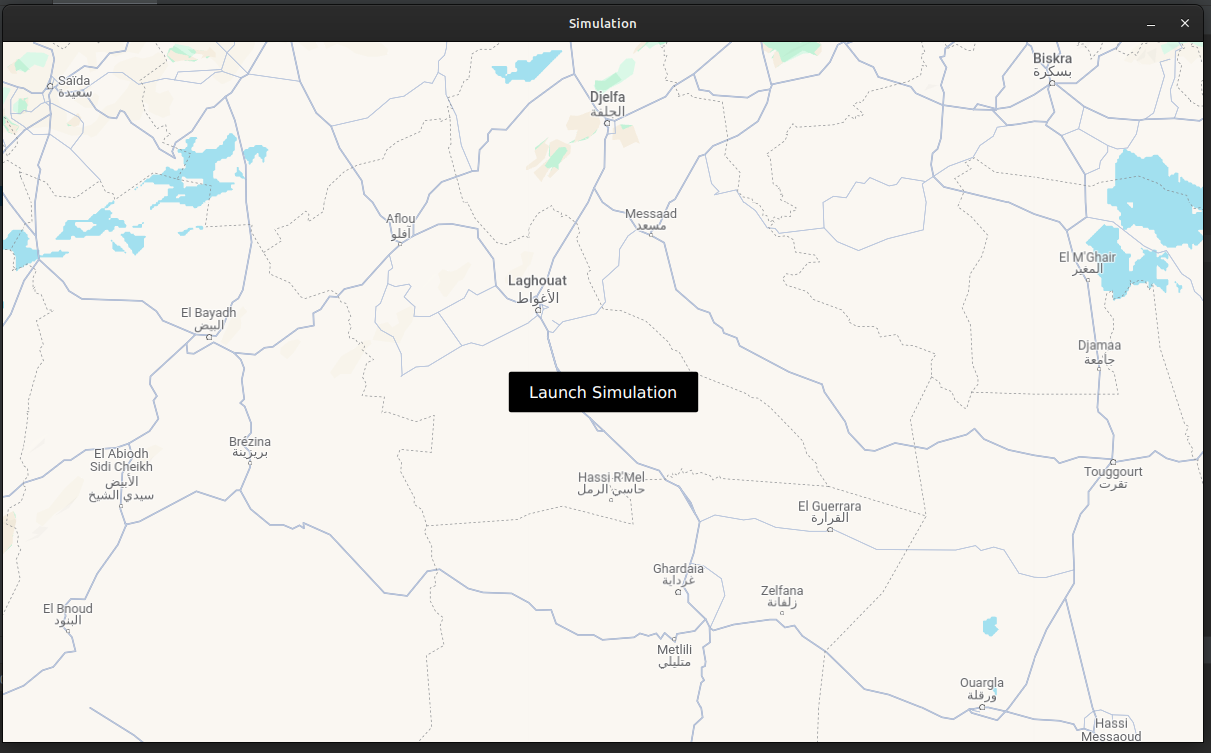 Simulation
Biskra
بسكرة
Saïda
سعيدة
Djelfa
الجلفة
Aflou
آفلو
Messaad
مسعد
El M'Ghair
المغير
Laghouat
الأغواط
El Bayadh
البيض
Djamaa
جامعة
Launch Simulation
Brézina
بريزينة
El Abiodh
Sidi Cheikh
الأبيض
سيدي الشيخ
Hassi R'Mel
حاسي الرمل
Touggourt
تقرت
El Guerrara
القرارة
Ghardaia
غرداية
Zelfana
زلفانة
El Bnoud
البنود
Metlili
متليلي
Ouargla
ورقلة
Hassi
Messaoud